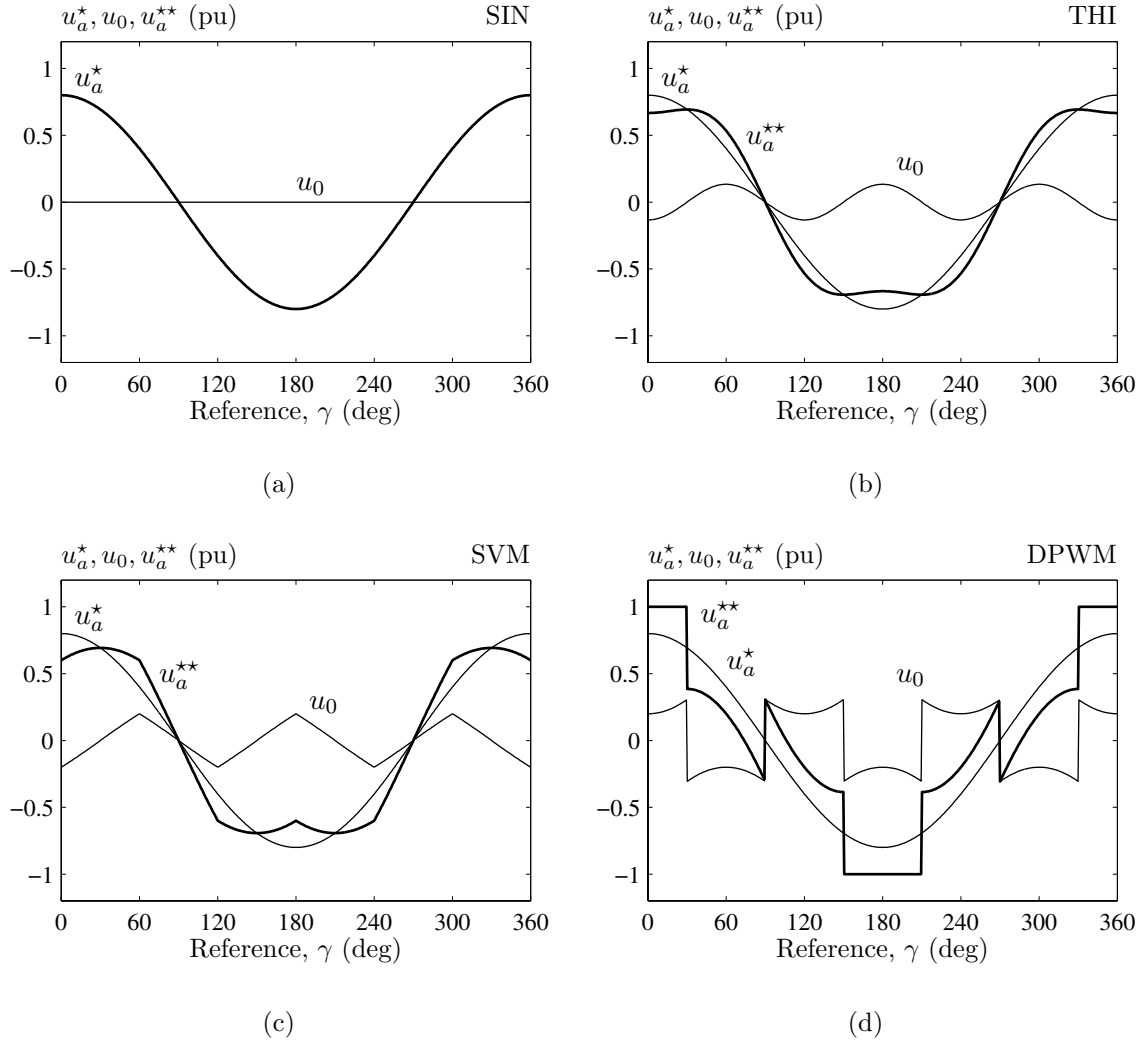 u_a^⋆, u_0, u_a^⋆⋆ (pu) SIN
1
0.5
0
−0.5
−1
u_a^⋆
u_0
0 60 120 180 240 300 360
Reference, γ (deg)
(a)
u_a^⋆, u_0, u_a^⋆⋆ (pu) THI
1
0.5
0
−0.5
−1
u_a^⋆
u_a^⋆⋆
u_0
0 60 120 180 240 300 360
Reference, γ (deg)
(b)
u_a^⋆, u_0, u_a^⋆⋆ (pu) SVM
1
0.5
0
−0.5
−1
u_a^⋆
u_a^⋆⋆
u_0
0 60 120 180 240 300 360
Reference, γ (deg)
(c)
u_a^⋆, u_0, u_a^⋆⋆ (pu) DPWM
1
0.5
0
−0.5
−1
u_a^⋆⋆
u_a^⋆
u_0
0 60 120 180 240 300 360
Reference, γ (deg)
(d)